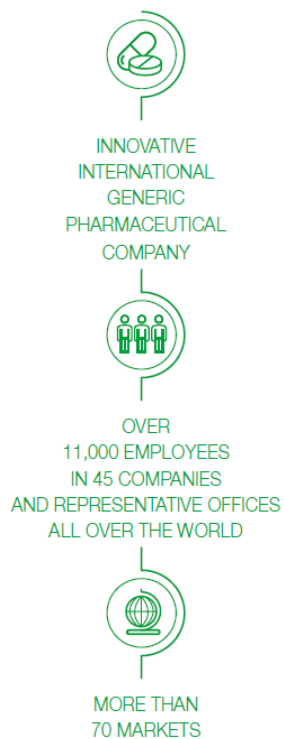 INNOVATIVE
INTERNATIONAL
GENERIC
PHARMACEUTICAL
COMPANY
OVER
11,000 EMPLOYEES
IN 45 COMPANIES
AND REPRESENTATIVE OFFICES
ALL OVER THE WORLD
MORE THAN
70 MARKETS